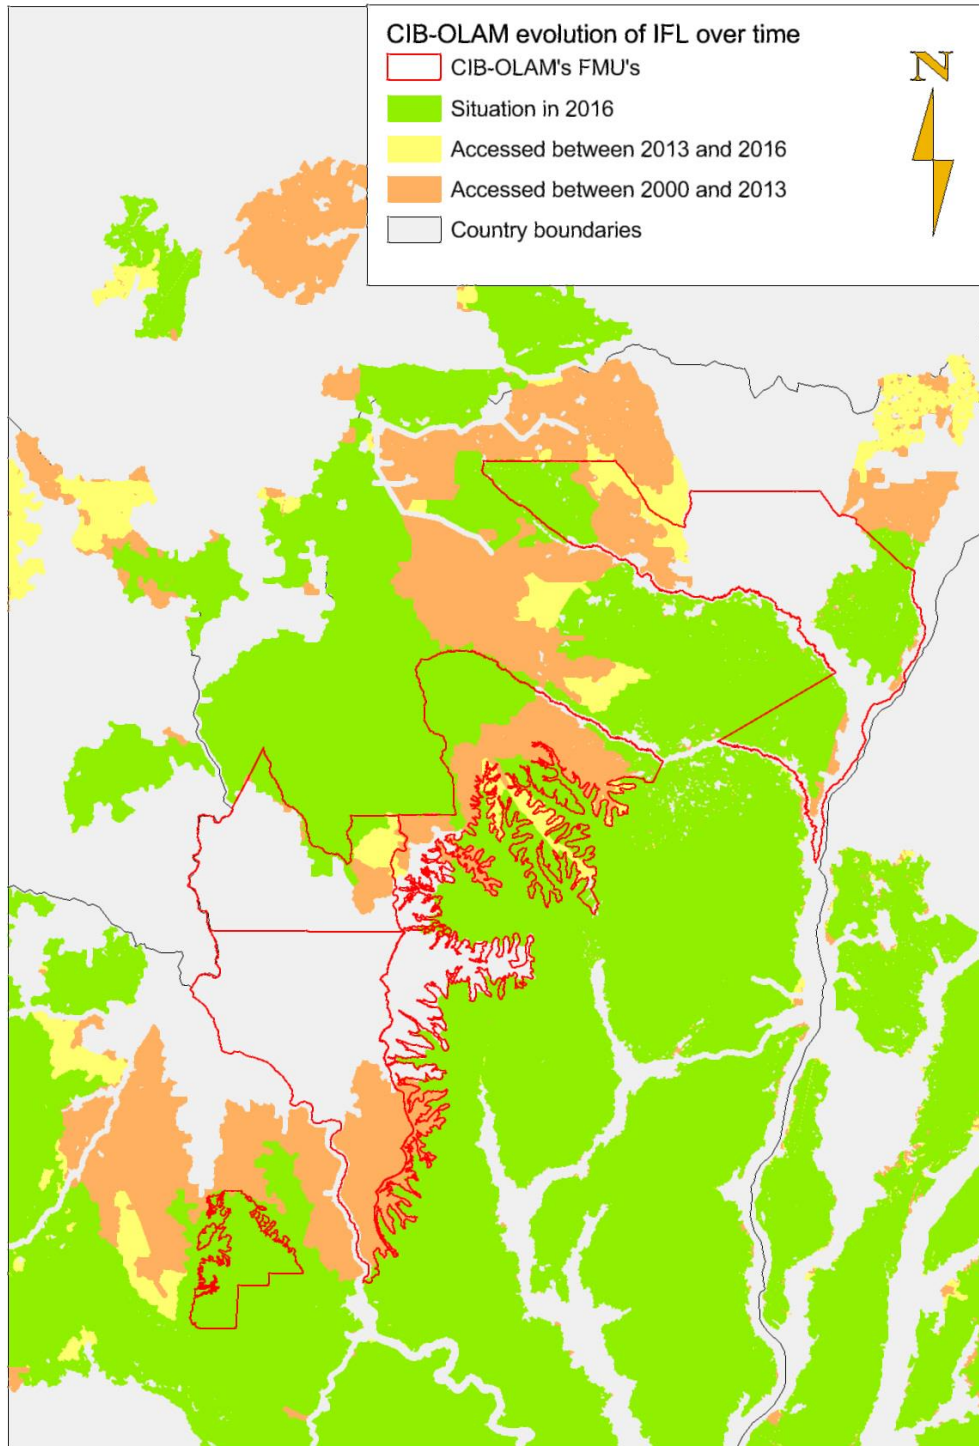 CIB-OLAM evolution of IFL over time
CIB-OLAM's FMU's
Situation in 2016
Accessed between 2013 and 2016
Accessed between 2000 and 2013
Country boundaries
N